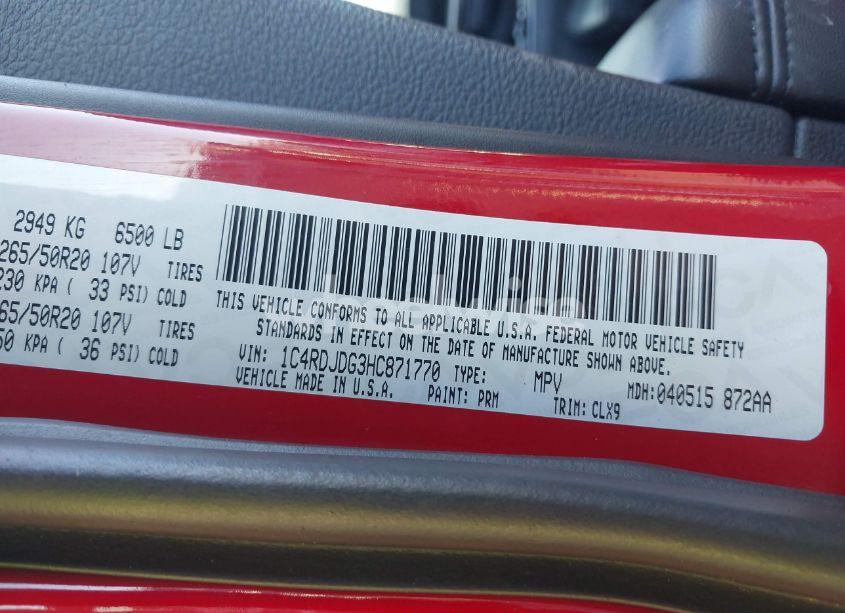 2949 KG 6500 LB
265/50R20 107V TIRES
230 KPA ( 33 PSI) COLD
65/50R20 107V TIRES
50 KPA ( 36 PSI) COLD
THIS VEHICLE CONFORMS TO ALL APPLICABLE U.S.A. FEDERAL MOTOR VEHICLE SAFETY
STANDARDS IN EFFECT ON THE DATE OF MANUFACTURE SHOWN ABOVE.
VIN: 1C4RDJDG3HC871770 TYPE: MPV MDH:040515 872AA
VEHICLE MADE IN U.S.A. PAINT: PRM TRIM: CLX9